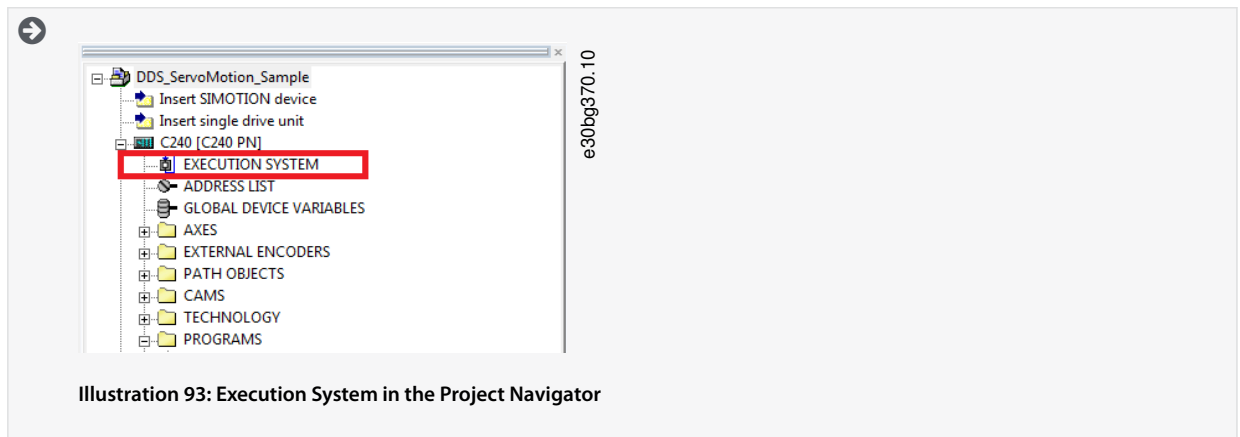 DDS_ServoMotion_Sample
Insert SIMOTION device
Insert single drive unit
C240 [C240 PN]
EXECUTION SYSTEM
ADDRESS LIST
GLOBAL DEVICE VARIABLES
AXES
EXTERNAL ENCODERS
PATH OBJECTS
CAMS
TECHNOLOGY
PROGRAMS
e30bg370.10
Illustration 93: Execution System in the Project Navigator